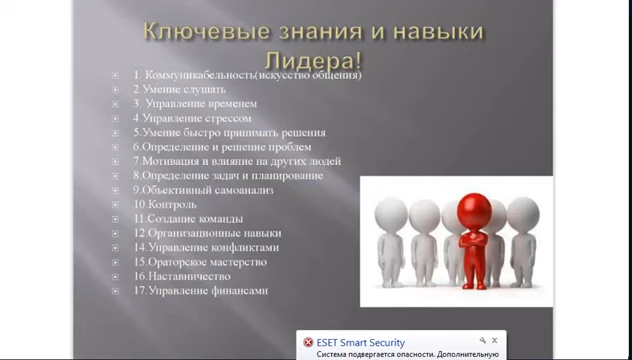 Ключевые знания и навыки
Лидера!
1 Коммуникабельность(искусство общения)
2.Умение слушать
3. Управление временем
4.Управление стрессом
5.Умение быстро принимать решения
6.Определение и решение проблем
7.Мотивация и влияние на других людей
8.Определение задач и планирование
9.Объективный самоанализ
10.Контроль
11.Создание команды
12 Организационные навыки
14.Управление конфликтами
15.Ораторское мастерство
16.Наставничество
17.Управление финансами
ESET Smart Security
Система подвергается опасности. Дополнительную